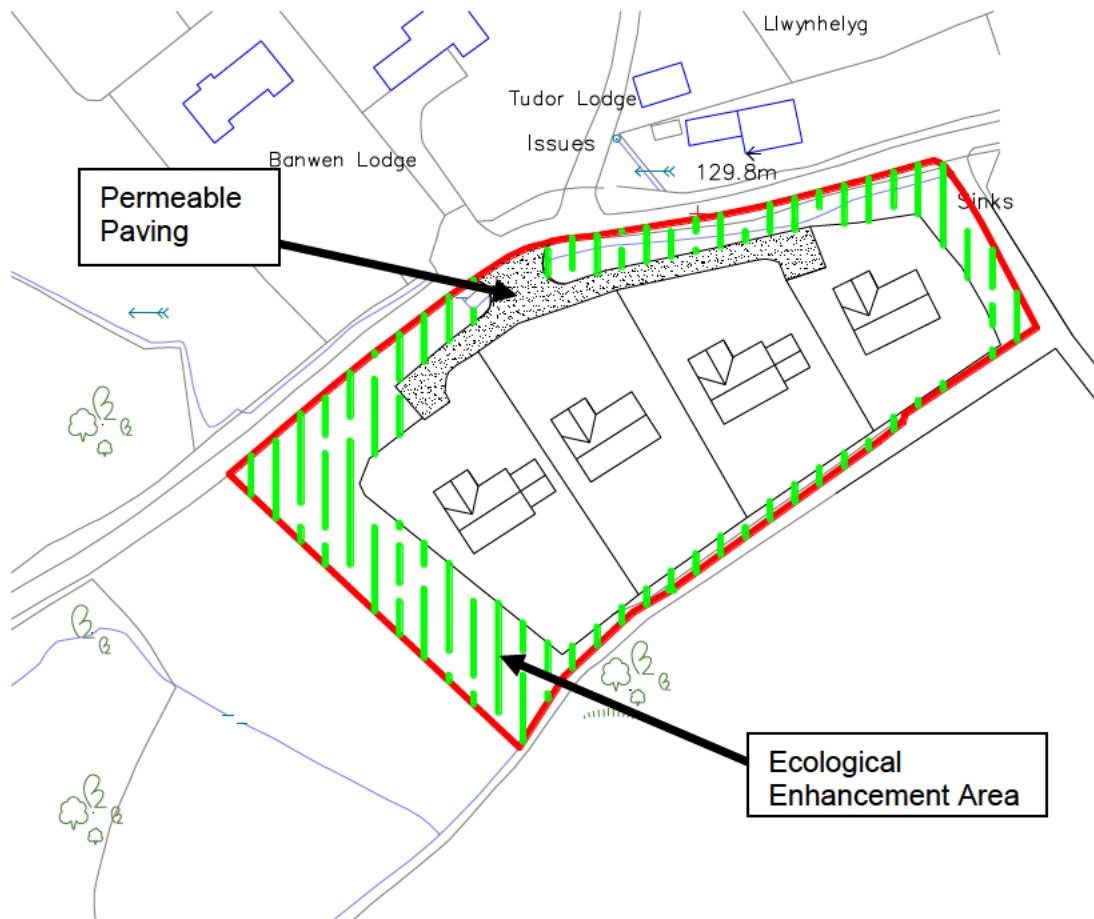 Llwynhelyg
Tudor Lodge
Issues
Banwen Lodge
129.8m
Permeable
Paving
Sinks
Ecological
Enhancement Area